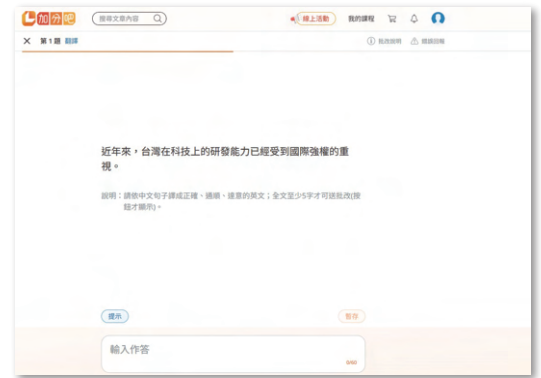 加分吧
搜尋文章內容
線上活動
我的課程
第 1 題 翻譯
批改說明
錯誤回報
近年來，台灣在科技上的研發能力已經受到國際強權的重
視。
說明：請依中文句子譯成正確、通順、達意的英文；全文至少5字才可送批改(按
鈕才顯示)。
提示
暫存
輸入作答